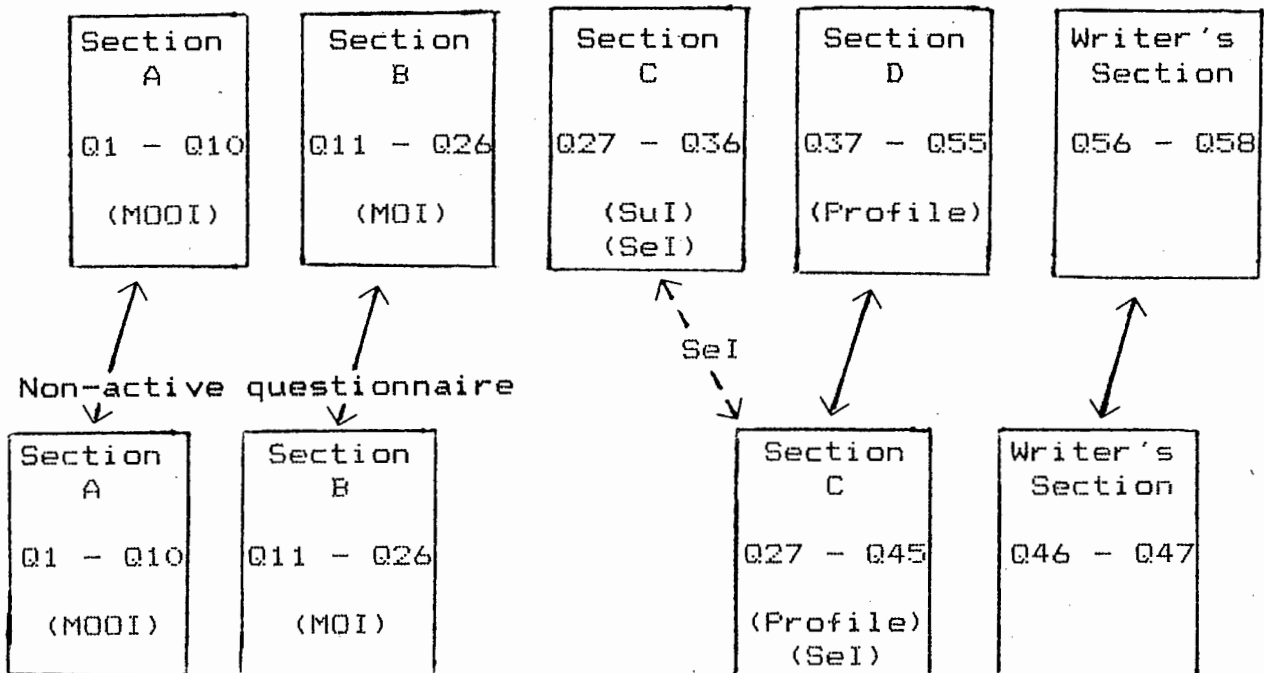 Section
A
Q1 - Q10
(MOOI)
Section
B
Q11 - Q26
(MOI)
Section
C
Q27 - Q36
(SuI)
(SeI)
Section
D
Q37 - Q55
(Profile)
Writer's
Section
Q56 - Q58
SeI
Non-active questionnaire
Section
A
Q1 - Q10
(MOOI)
Section
B
Q11 - Q26
(MOI)
Section
C
Q27 - Q45
(Profile)
(SeI)
Writer's
Section
Q46 - Q47